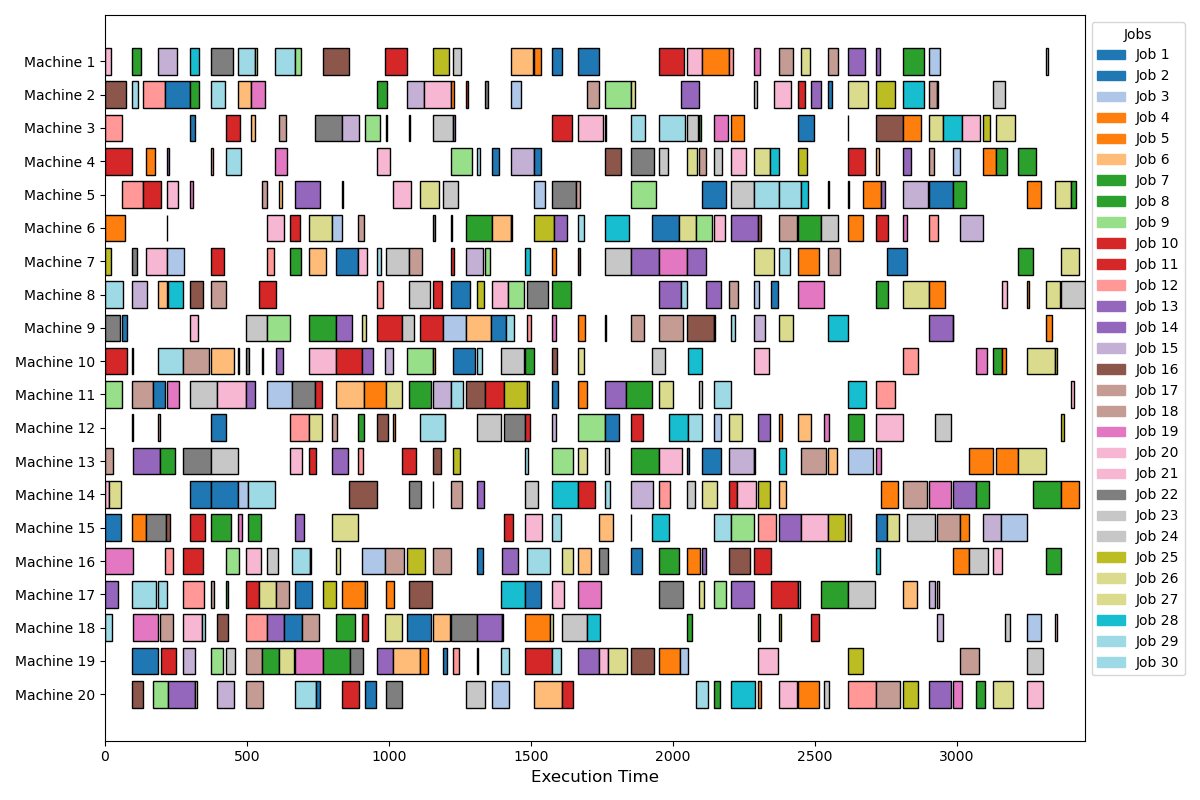 Machine 1
Machine 2
Machine 3
Machine 4
Machine 5
Machine 6
Machine 7
Machine 8
Machine 9
Machine 10
Machine 11
Machine 12
Machine 13
Machine 14
Machine 15
Machine 16
Machine 17
Machine 18
Machine 19
Machine 20
0 500 1000 1500 2000 2500 3000
Execution Time
Jobs
Job 1
Job 2
Job 3
Job 4
Job 5
Job 6
Job 7
Job 8
Job 9
Job 10
Job 11
Job 12
Job 13
Job 14
Job 15
Job 16
Job 17
Job 18
Job 19
Job 20
Job 21
Job 22
Job 23
Job 24
Job 25
Job 26
Job 27
Job 28
Job 29
Job 30